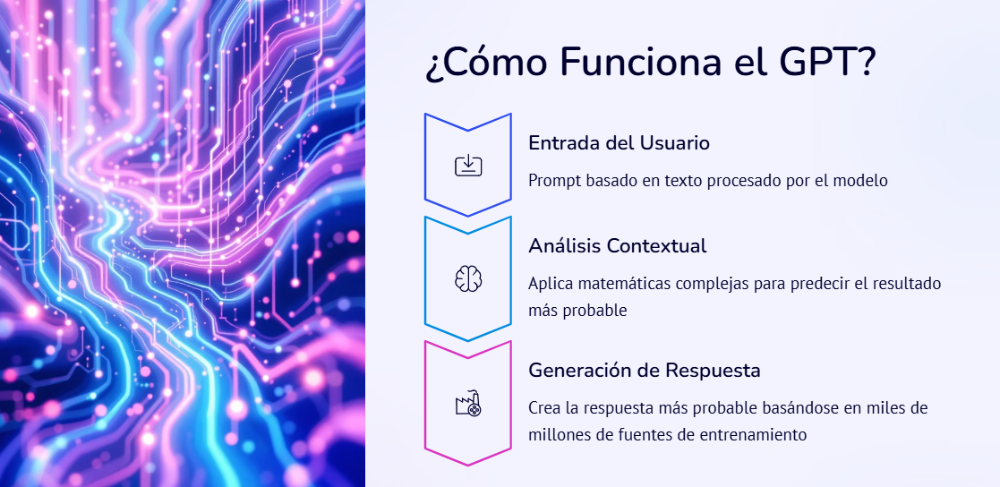 ¿Cómo Funciona el GPT?
Entrada del Usuario
Prompt basado en texto procesado por el modelo
Análisis Contextual
Aplica matemáticas complejas para predecir el resultado
más probable
Generación de Respuesta
Crea la respuesta más probable basándose en miles de
millones de fuentes de entrenamiento